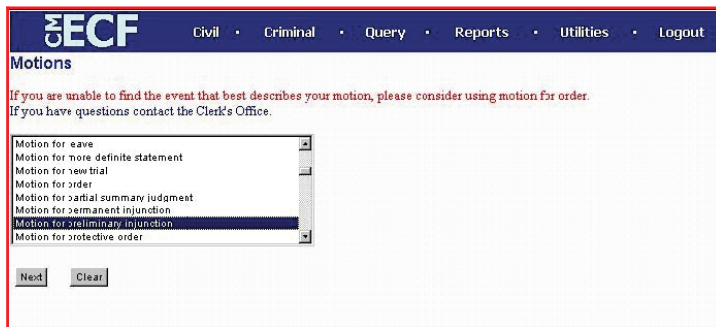 CM ECF Civil · Criminal · Query · Reports · Utilities · Logout
Motions
If you are unable to find the event that best describes your motion, please consider using motion for order.
If you have questions contact the Clerk's Office.
Motion for leave
Motion for more definite statement
Motion for new trial
Motion for order
Motion for partial summary judgment
Motion for permanent injunction
Motion for preliminary injunction
Motion for protective order
Next Clear